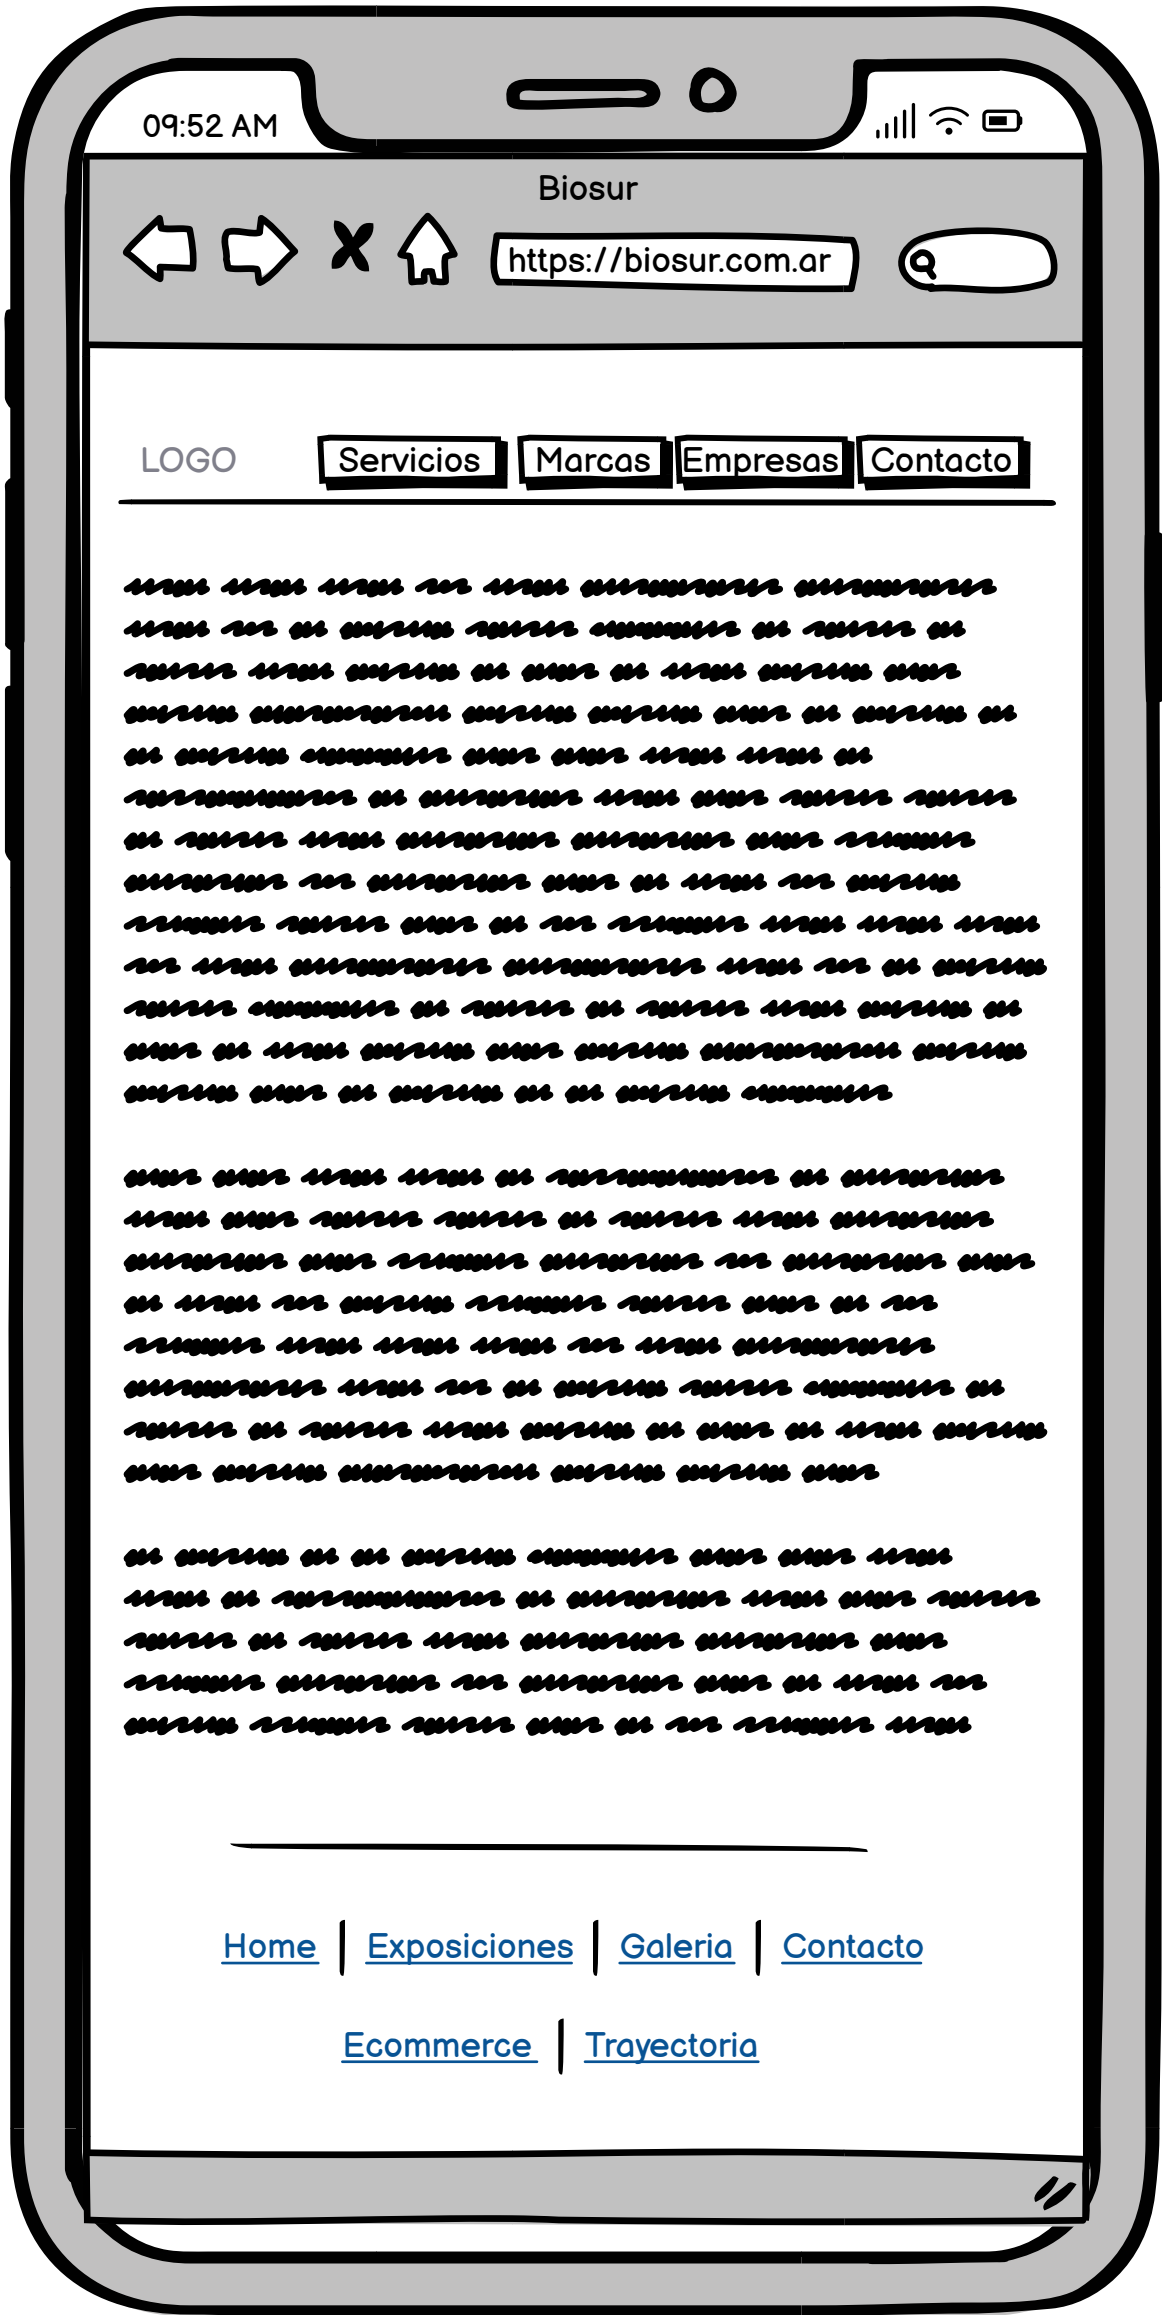 09:52 AM
Biosur
https://biosur.com.ar
LOGO Servicios Marcas Empresas Contacto
Home | Exposiciones | Galeria | Contacto
Ecommerce | Trayectoria